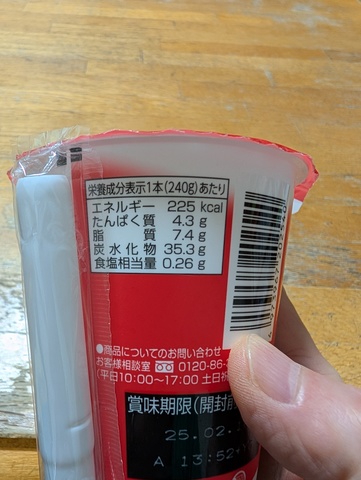 栄養成分表示1本(240g)あたり
エネルギー 225 kcal
たんぱく質 4.3 g
脂質 7.4 g
炭水化物 35.3 g
食塩相当量 0.26 g
●商品についてのお問い合わせ
お客様相談室 0120-86-
(平日10:00〜17:00 土日
賞味期限(開封前
25.02.
A 13:52